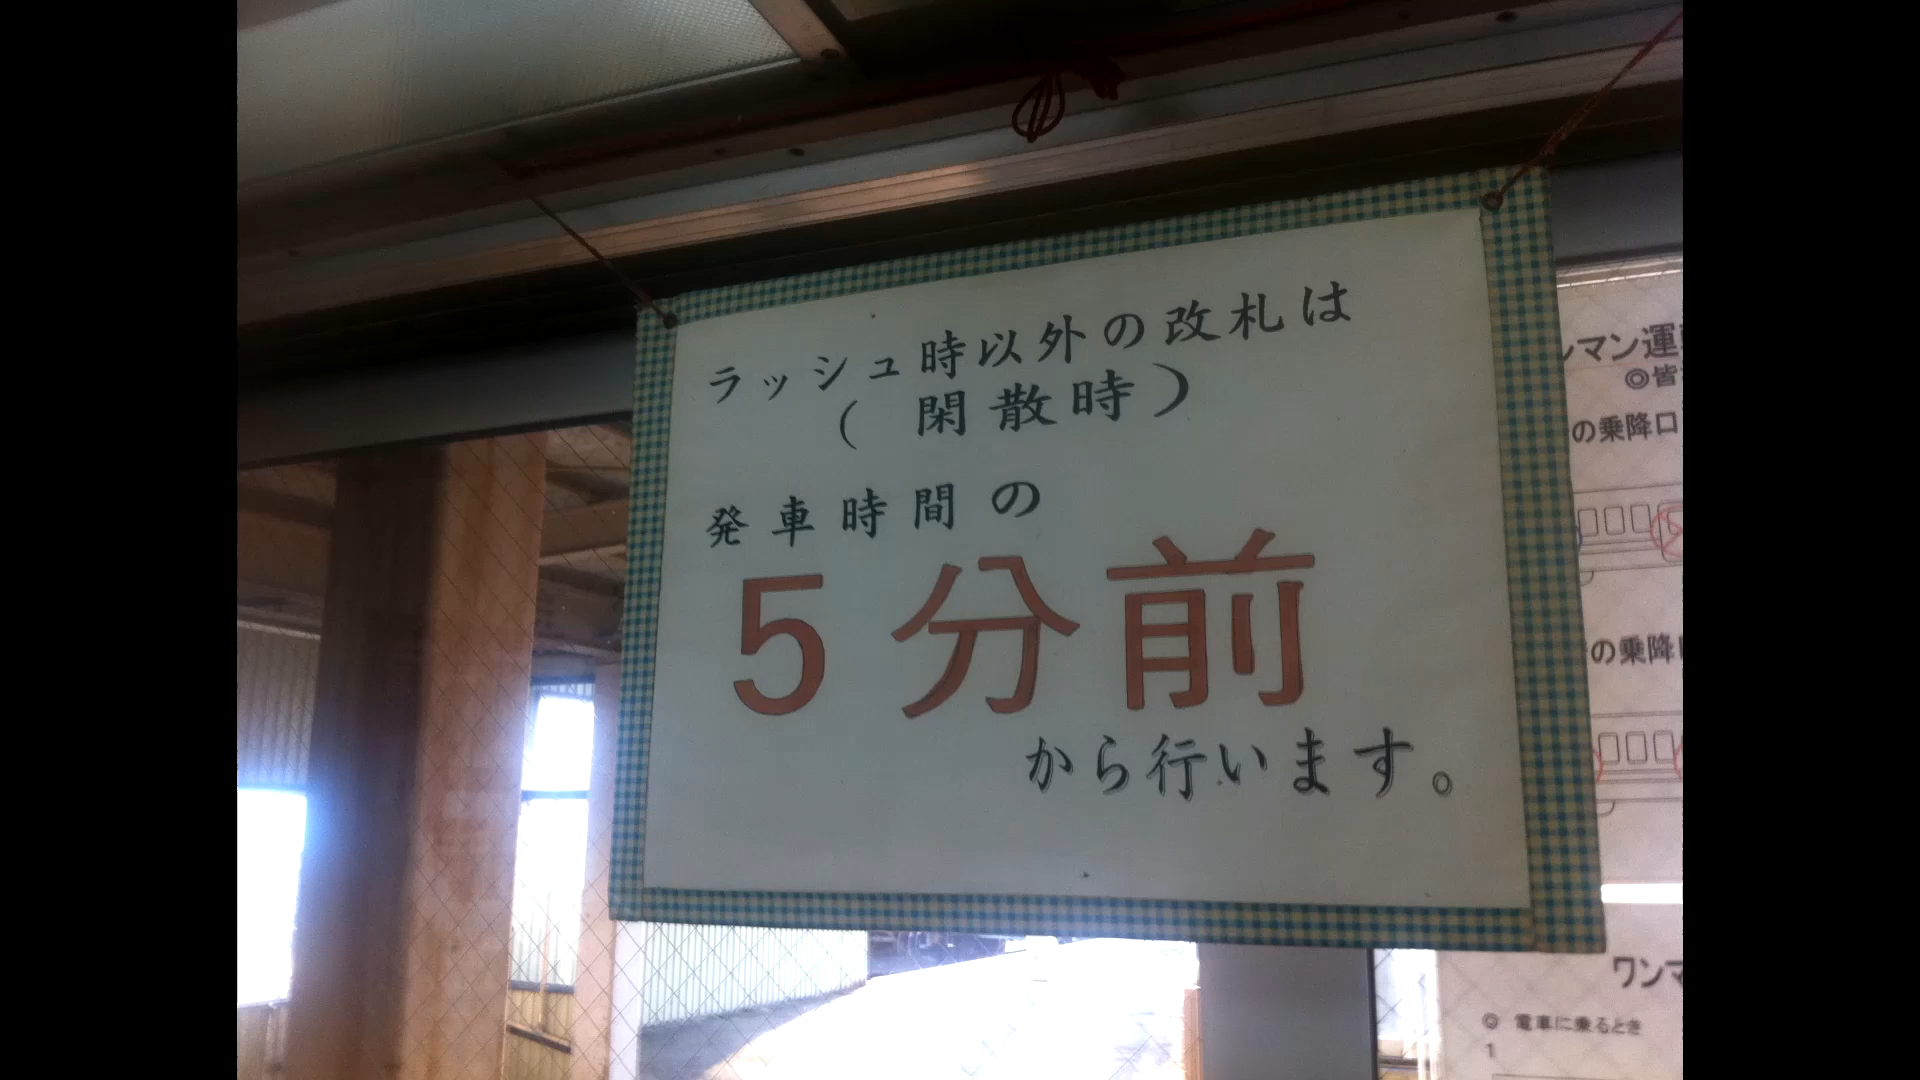 ラッシュ時以外の改札は
(閑散時)
発車時間の
5分前
から行います。
ンマン運
◎皆
の乗降口
の乗降
ワンマ
◎ 電車に乗るとき
1